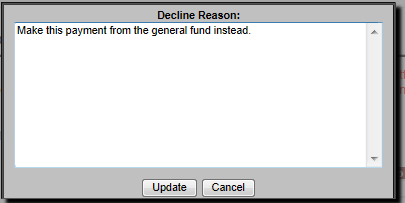 Decline Reason:
Make this payment from the general fund instead.
Update Cancel